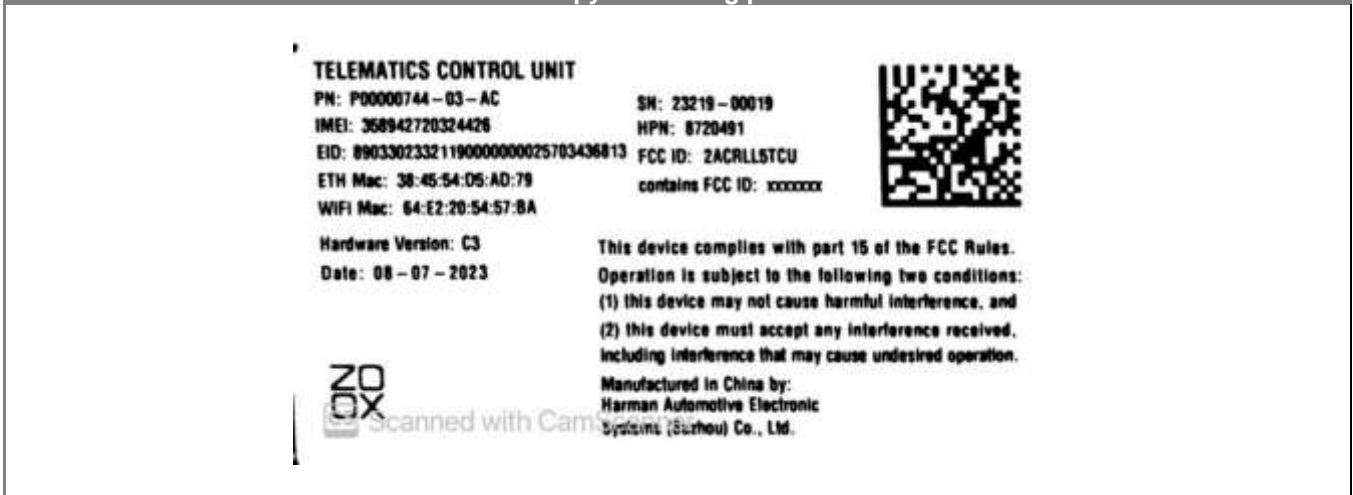 TELEMATICS CONTROL UNIT
PN: P00000744-03-AC
IMEI: 358942720324426
EID: 89033023321190000000025703436813
ETH Mac: 38:45:54:D5:AD:79
WiFi Mac: 64:E2:20:54:57:BA
SN: 23219-00019
HPN: 8720491
FCC ID: 2ACRLL5TCU
contains FCC ID: xxxxxxx
Hardware Version: C3
Date: 08-07-2023
This device complies with part 15 of the FCC Rules.
Operation is subject to the following two conditions:
(1) this device may not cause harmful interference, and
(2) this device must accept any interference received,
including interference that may cause undesired operation.
Manufactured in China by:
Harman Automotive Electronic
Systems (Suzhou) Co., Ltd.
ZO
OX
CS Scanned with CamScanner